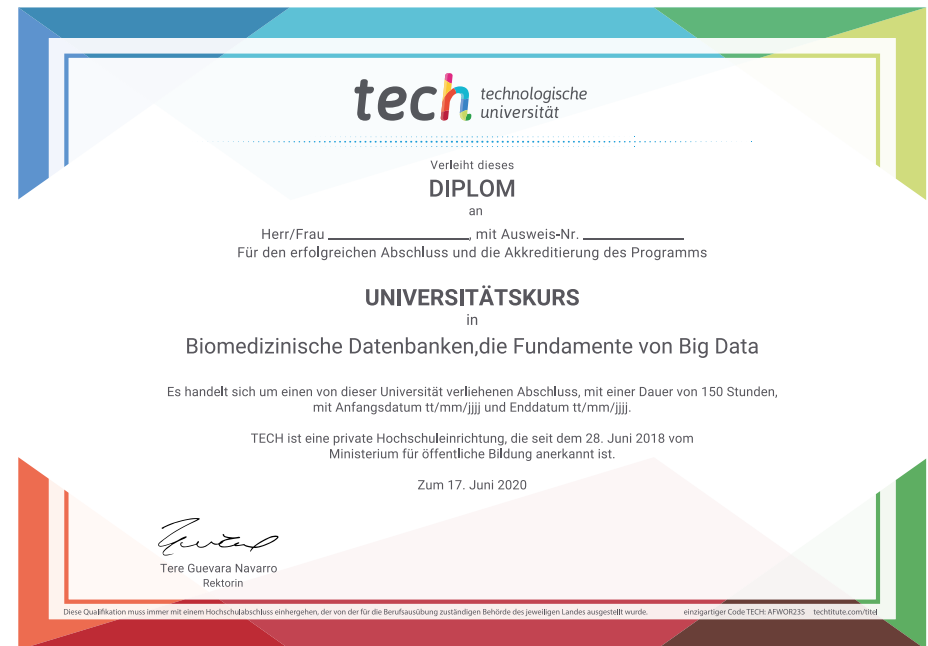 tech technologische
universität
Verleiht dieses
DIPLOM
an
Herr/Frau ____________, mit Ausweis-Nr. ____________
Für den erfolgreichen Abschluss und die Akkreditierung des Programms
UNIVERSITÄTSKURS
in
Biomedizinische Datenbanken,die Fundamente von Big Data
Es handelt sich um einen von dieser Universität verliehenen Abschluss, mit einer Dauer von 150 Stunden,
mit Anfangsdatum tt/mm/jjjj und Enddatum tt/mm/jjjj.
TECH ist eine private Hochschuleinrichtung, die seit dem 28. Juni 2018 vom
Ministerium für öffentliche Bildung anerkannt ist.
Zum 17. Juni 2020
Tere Guevara Navarro
Rektorin
Diese Qualifikation muss immer mit einem Hochschulabschluss einhergehen, der von der für die Berufsausübung zuständigen Behörde des jeweiligen Landes ausgestellt wurde. einzigartiger Code TECH: AFWOR23S techtitute.com/titel